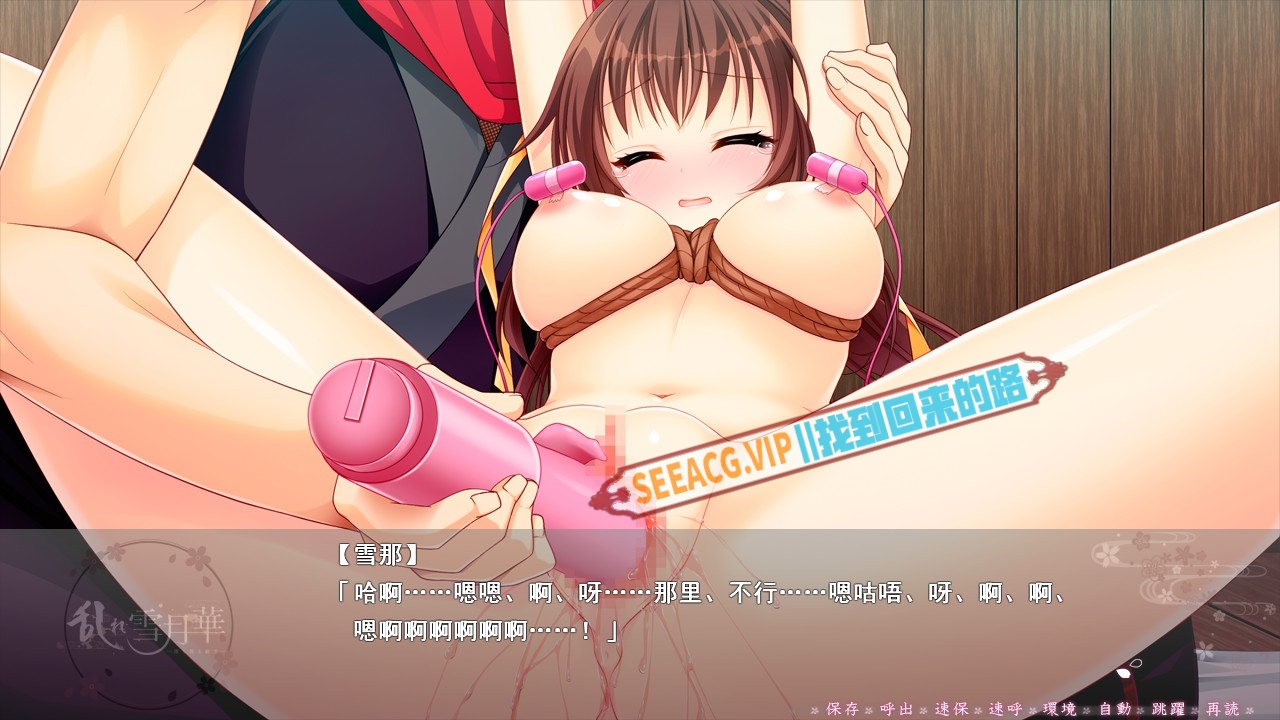 SEEACG.VIP||找到回来的路
【雪那】
「哈啊……嗯嗯、啊、呀……那里、不行……嗯咕唔、呀、啊、啊、
嗯啊啊啊啊啊啊……！」
乱れ雪月華
保存 呼出 速保 速呼 環境 自動 跳躍 再読